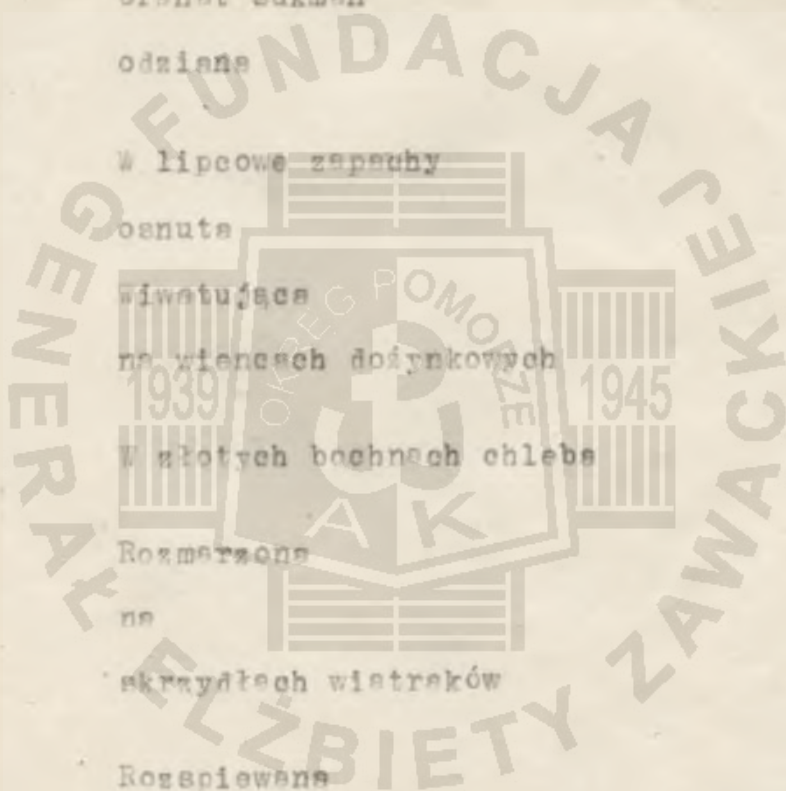 odziana
W lipcowe zapachy
osnuta
wiwatująca
na wieńcach dożynkowych
W złotych bochnach chleba
Rozmarzona
na
skrzydłach wiatraków
Rozspiewana
FUNDACJA GENERAŁ ELŻBIETY ZAWACKIEJ
OKRĘG POMORZE
1939
1945
AK